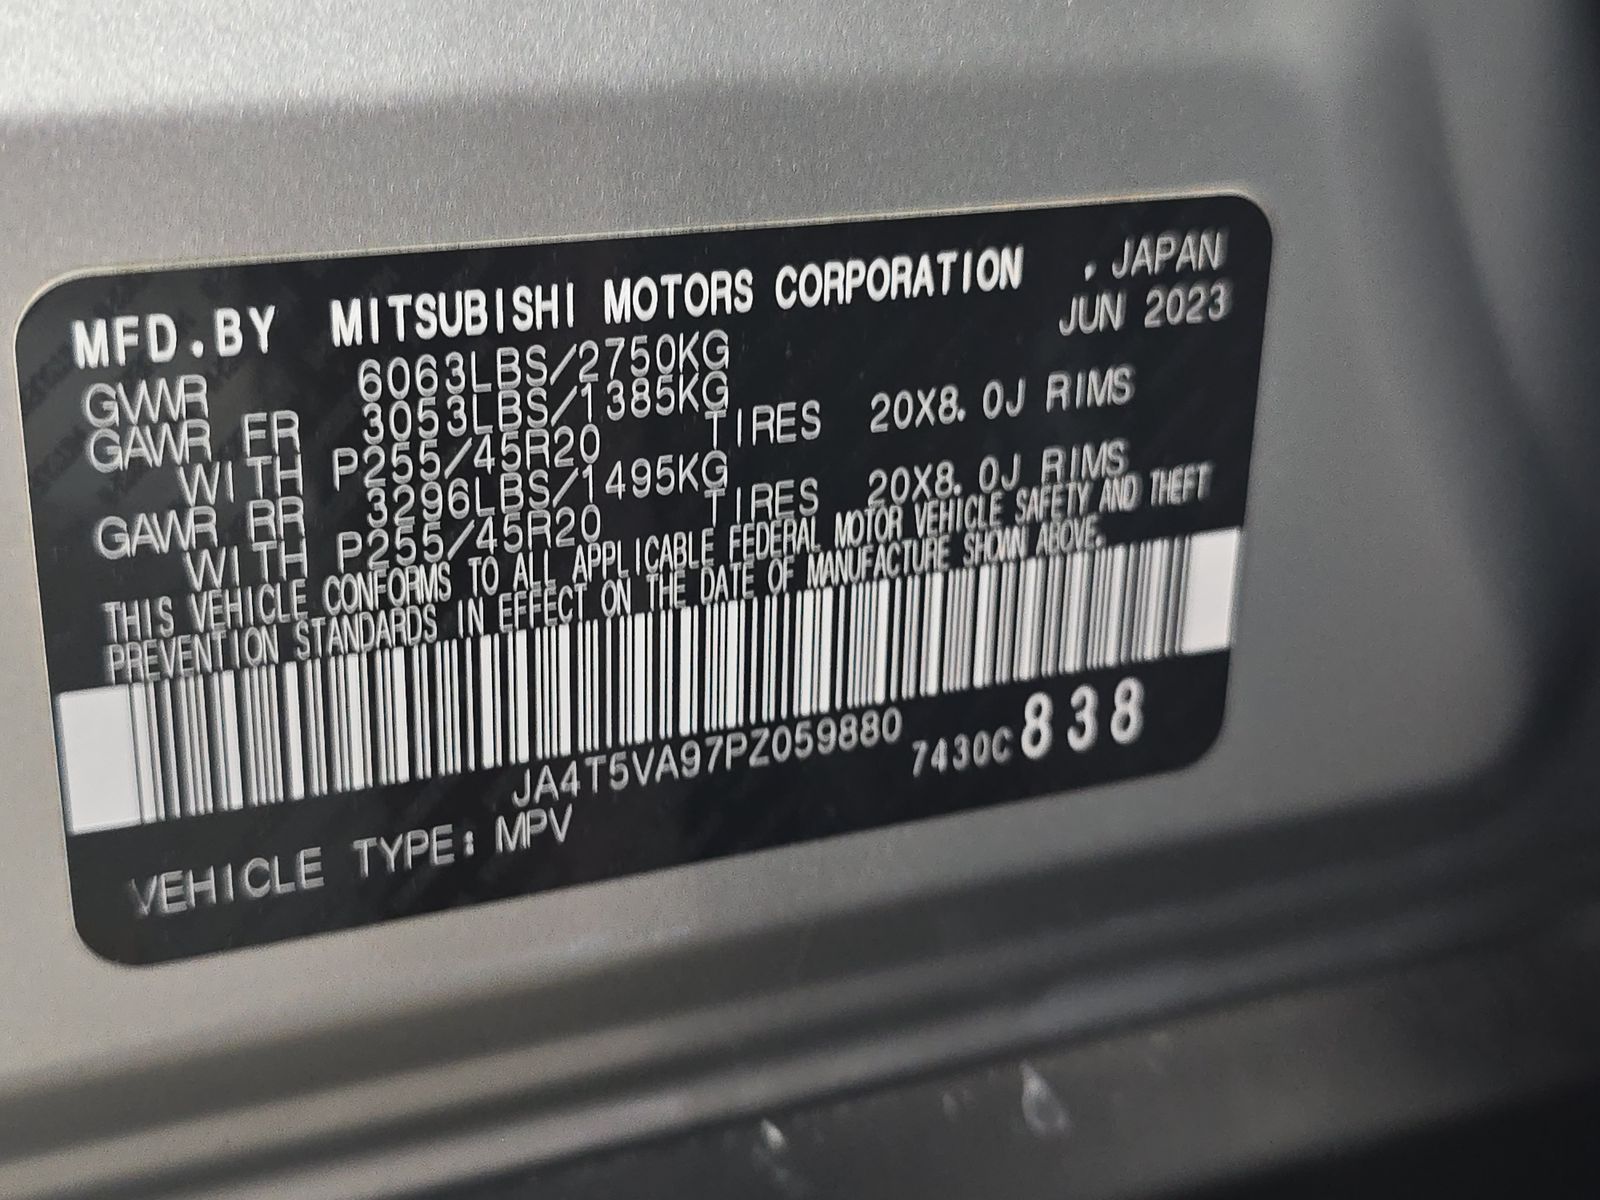 MFD.BY MITSUBISHI MOTORS CORPORATION , JAPAN
GVWR 6063LBS/2750KG JUN 2023
GAWR FR 3053LBS/1385KG
WITH P255/45R20 TIRES 20X8.0J RIMS
GAWR RR 3296LBS/1495KG
WITH P255/45R20 TIRES 20X8.0J RIMS
THIS VEHICLE CONFORMS TO ALL APPLICABLE FEDERAL MOTOR VEHICLE SAFETY AND THEFT
PREVENTION STANDARDS IN EFFECT ON THE DATE OF MANUFACTURE SHOWN ABOVE.
JA4T5VA97PZ059880 7430C838
VEHICLE TYPE: MPV